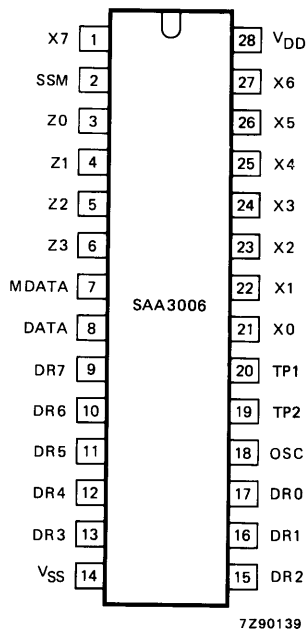 X7 1 28 VDD
SSM 2 27 X6
Z0 3 26 X5
Z1 4 25 X4
Z2 5 24 X3
Z3 6 23 X2
MDATA 7 22 X1
SAA3006
DATA 8 21 X0
DR7 9 20 TP1
DR6 10 19 TP2
DR5 11 18 OSC
DR4 12 17 DR0
DR3 13 16 DR1
VSS 14 15 DR2
7Z90139